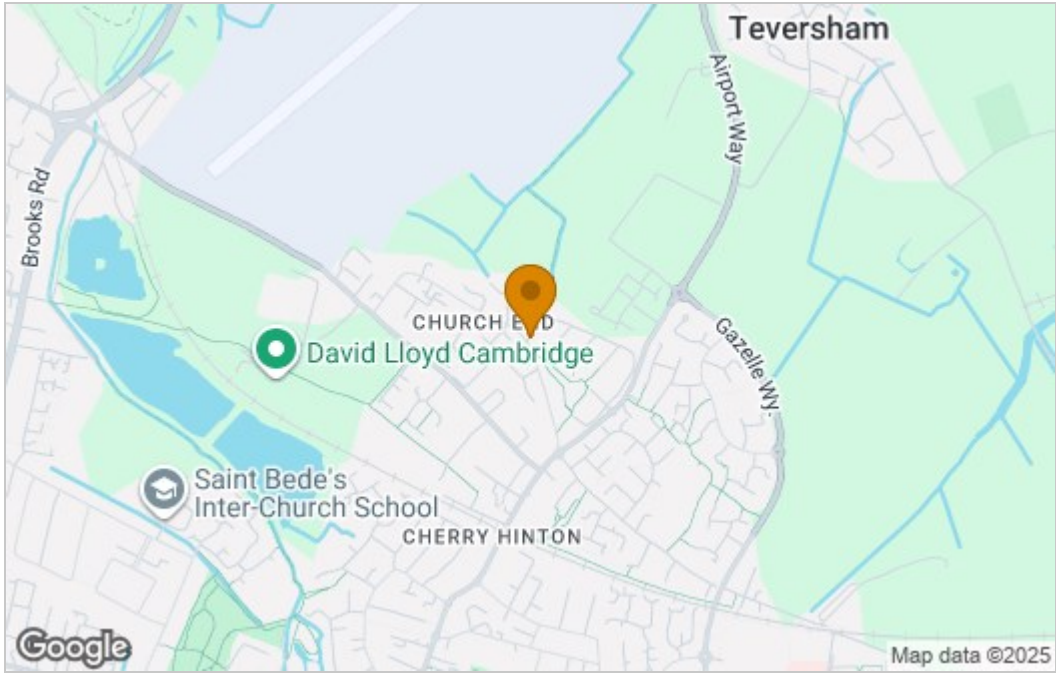 Teversham
Airport Way
Brooks Rd
CHURCH END
David Lloyd Cambridge
Gazelle Wy.
Saint Bede's
Inter-Church School
CHERRY HINTON
Google
Map data ©2025